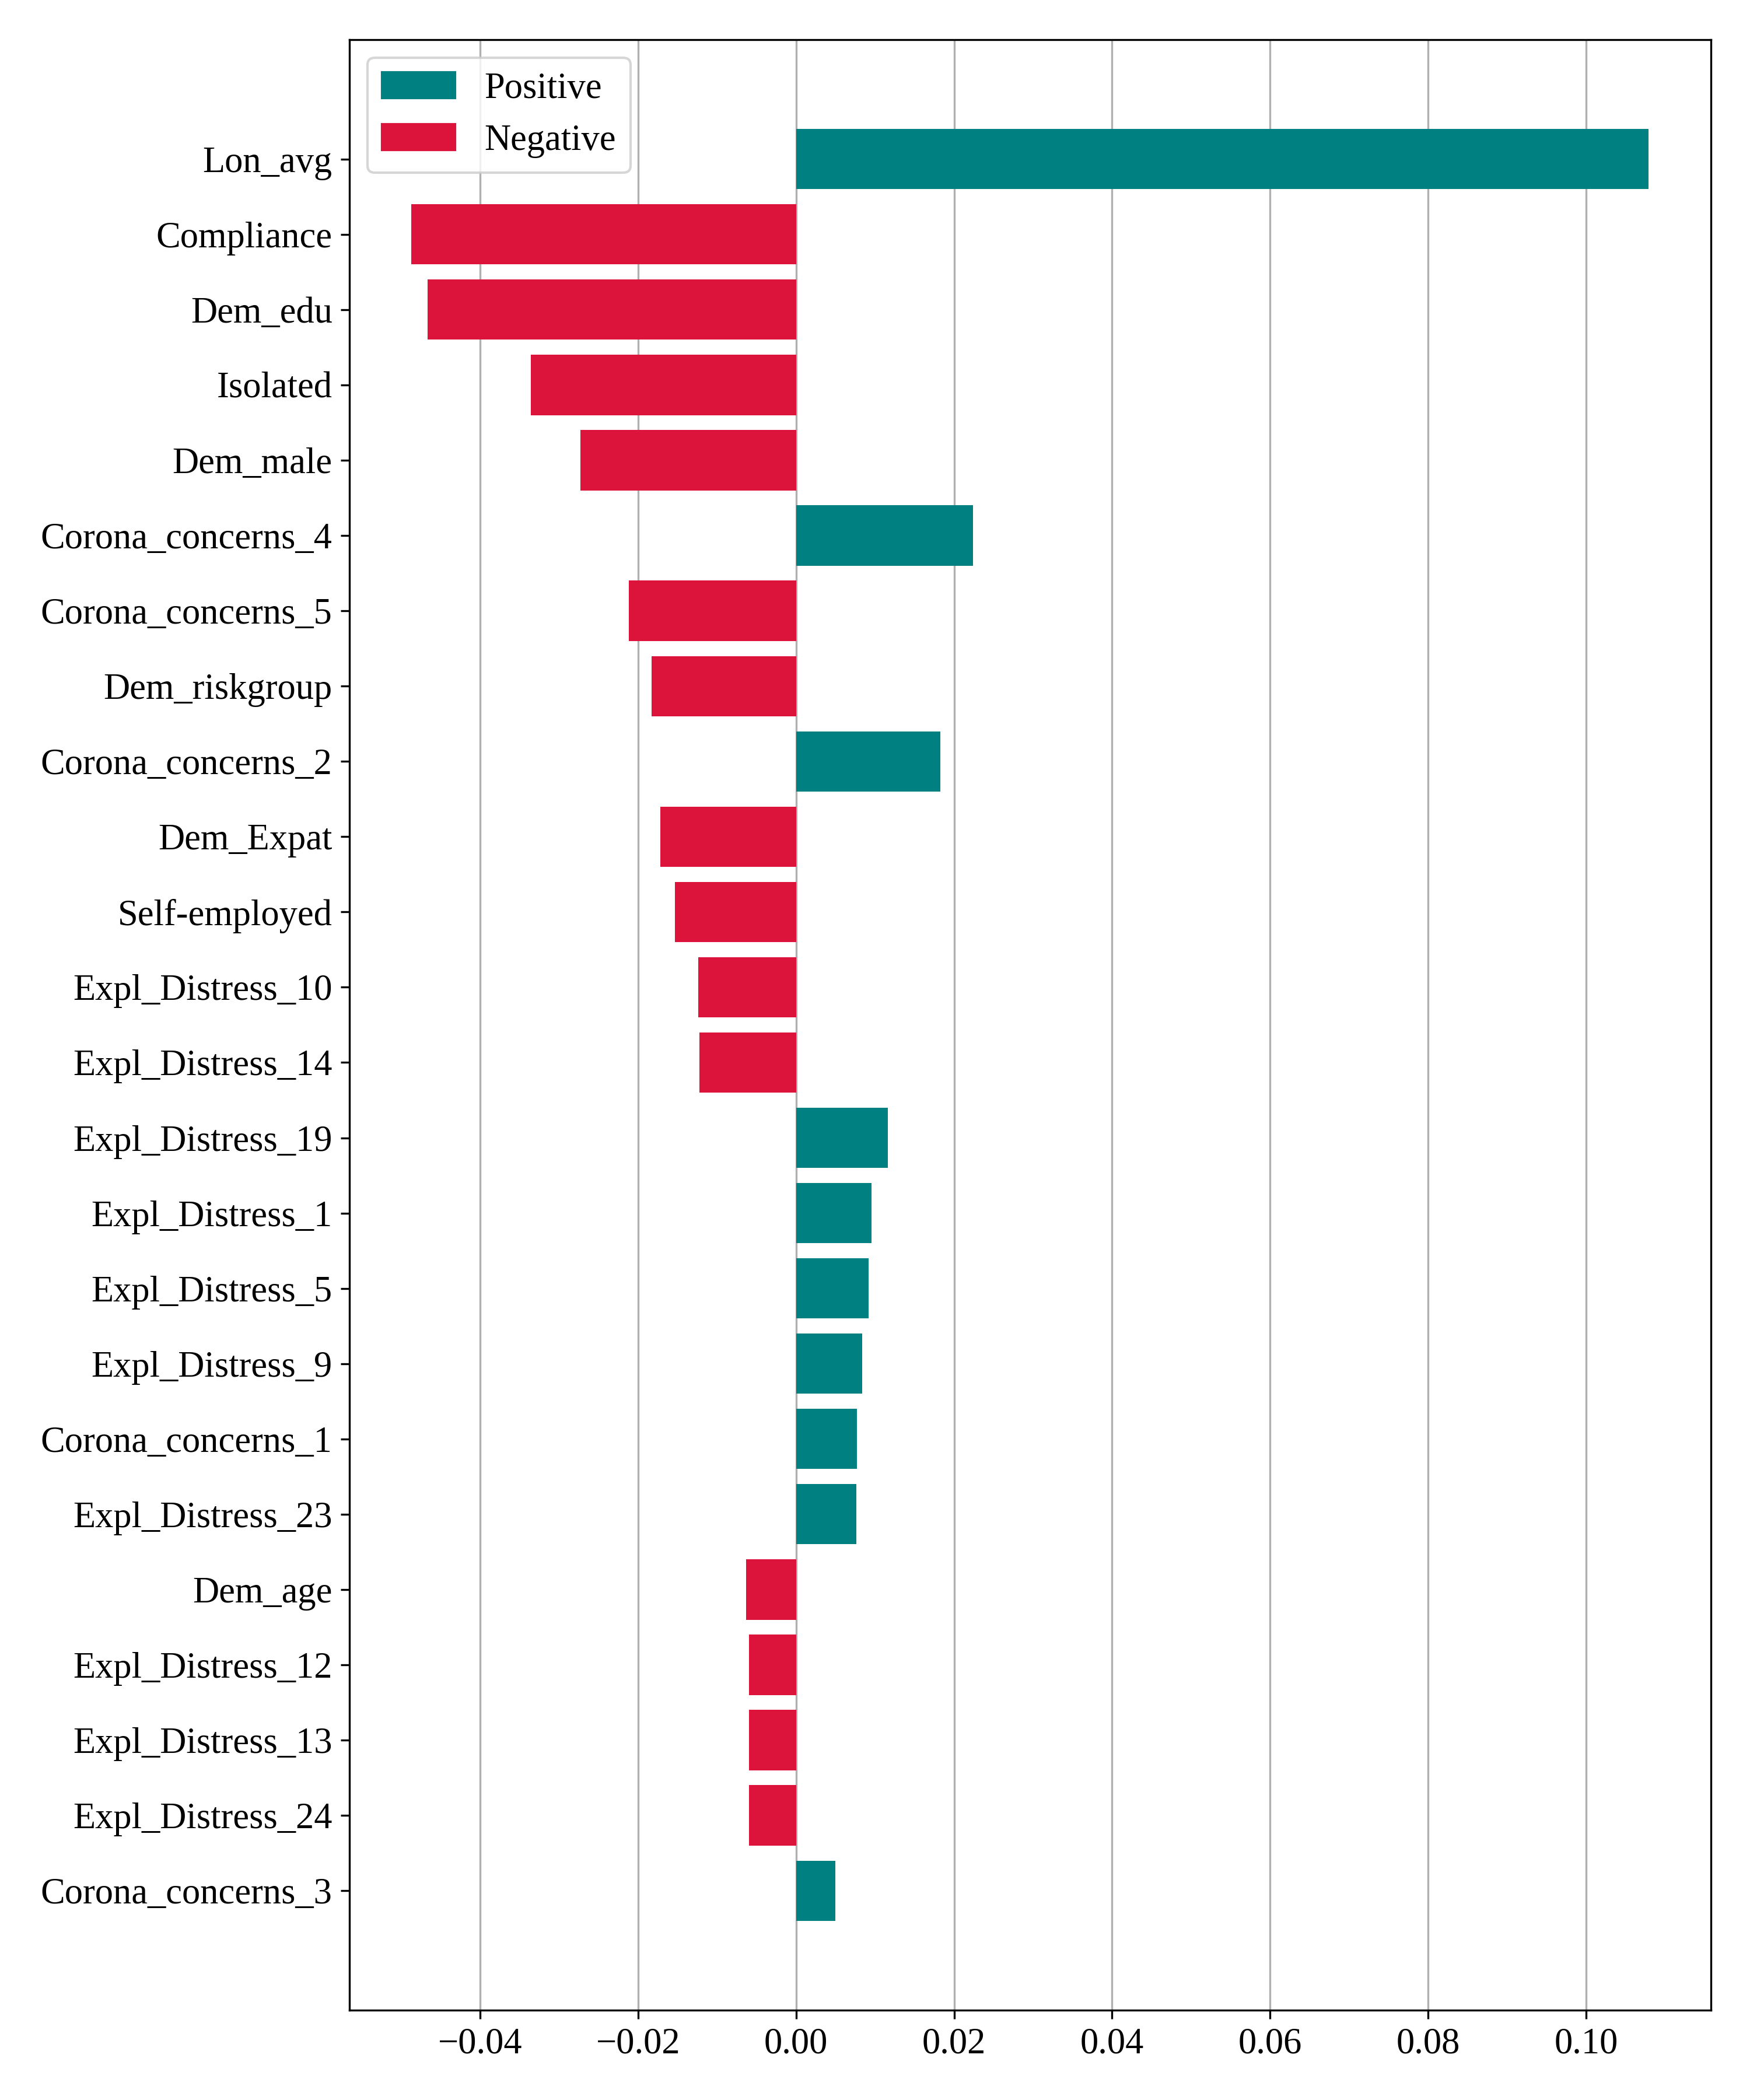 Positive
Negative
Lon_avg
Compliance
Dem_edu
Isolated
Dem_male
Corona_concerns_4
Corona_concerns_5
Dem_riskgroup
Corona_concerns_2
Dem_Expat
Self-employed
Expl_Distress_10
Expl_Distress_14
Expl_Distress_19
Expl_Distress_1
Expl_Distress_5
Expl_Distress_9
Corona_concerns_1
Expl_Distress_23
Dem_age
Expl_Distress_12
Expl_Distress_13
Expl_Distress_24
Corona_concerns_3
−0.04 −0.02 0.00 0.02 0.04 0.06 0.08 0.10